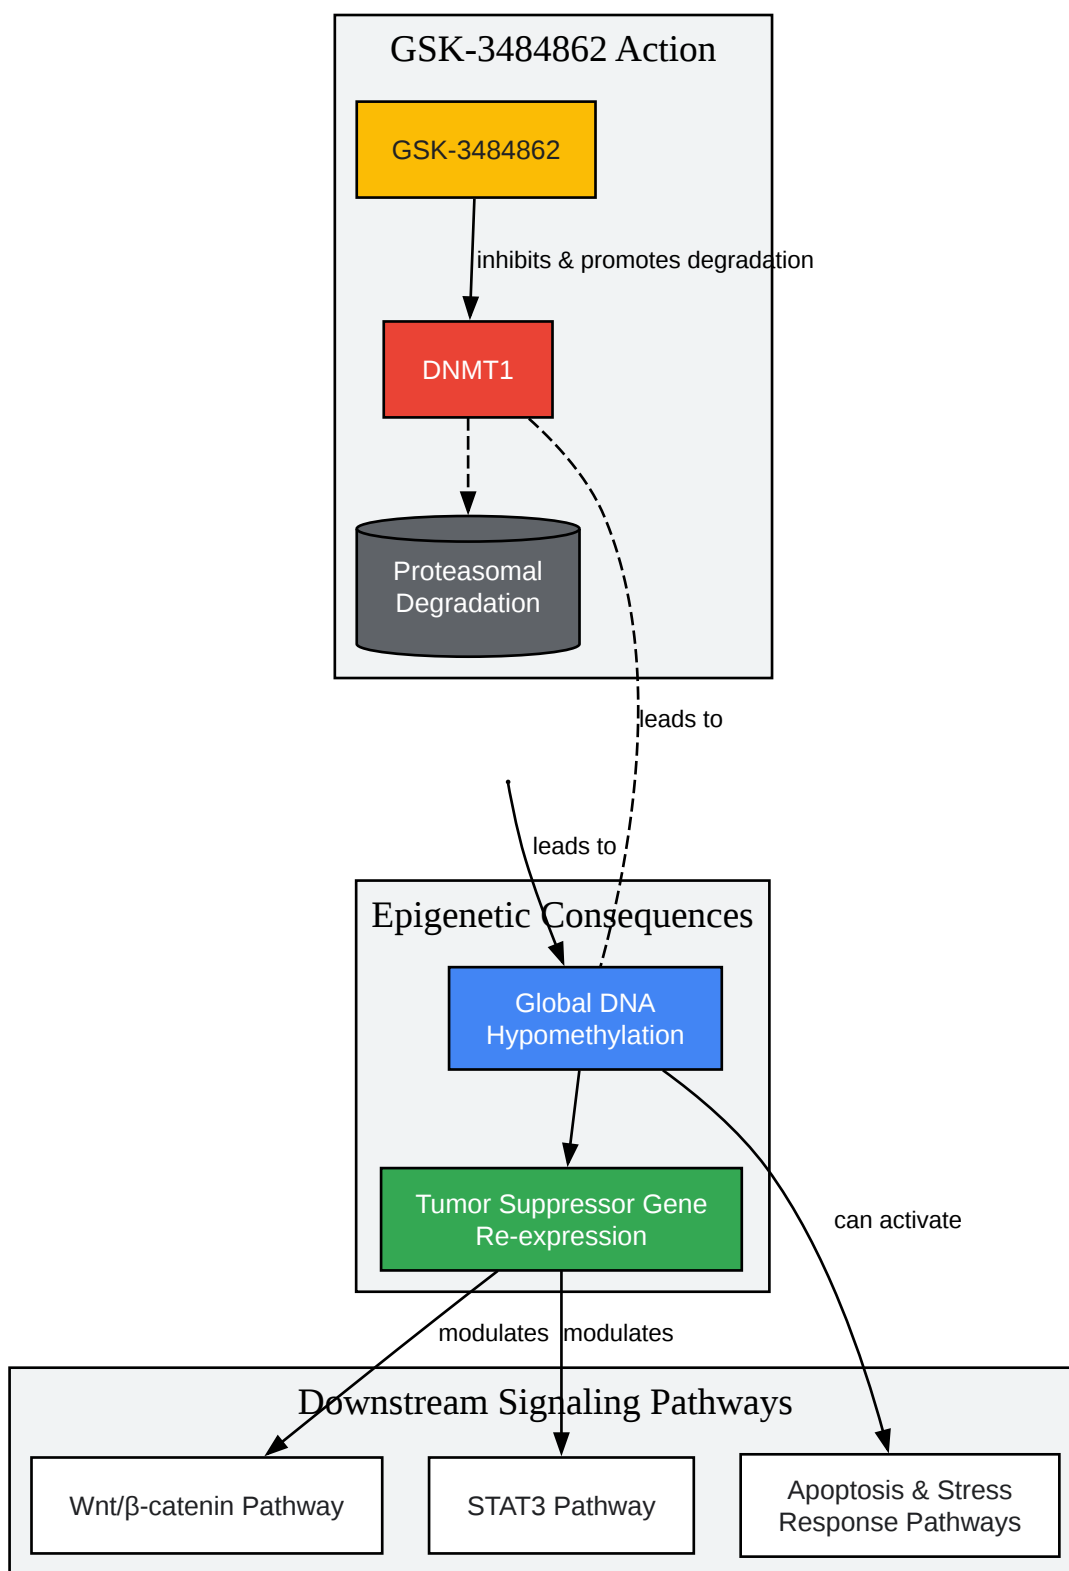 GSK-3484862 Action
GSK-3484862
inhibits & promotes degradation
DNMT1
Proteasomal
Degradation
leads to
leads to
Epigenetic Consequences
Global DNA
Hypomethylation
Tumor Suppressor Gene
Re-expression
can activate
modulates
modulates
Downstream Signaling Pathways
Wnt/β-catenin Pathway
STAT3 Pathway
Apoptosis & Stress
Response Pathways